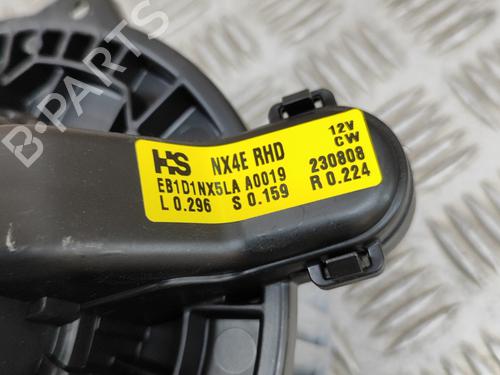 B-PARTS
HS NX4E RHD 12V CW
EB1D1NX5LA A0019 230808
L 0.296 S 0.159 R 0.224